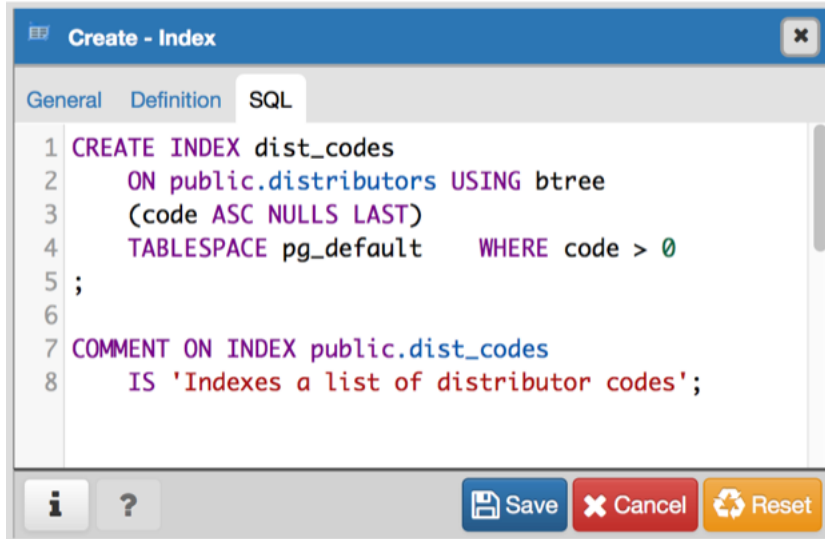 Create - Index
General Definition SQL
1 CREATE INDEX dist_codes
2 ON public.distributors USING btree
3 (code ASC NULLS LAST)
4 TABLESPACE pg_default WHERE code > 0
5 ;
6
7 COMMENT ON INDEX public.dist_codes
8 IS 'Indexes a list of distributor codes';
i ? Save Cancel Reset